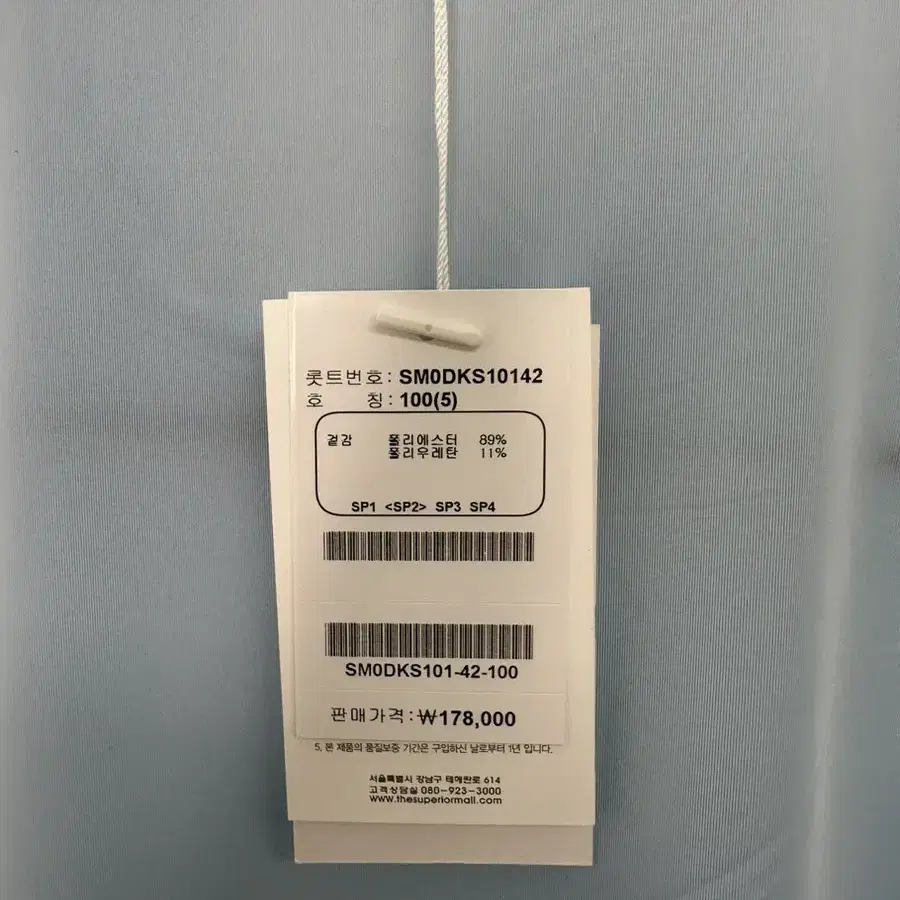 롯트번호: SM0DKS10142
호 칭: 100(5)
겉감 폴리에스터 89%
폴리우레탄 11%
SP1 <SP2> SP3 SP4
SM0DKS101-42-100
판매가격: ₩178,000
5. 본 제품의 품질보증 기간은 구입하신 날로부터 1년 입니다.
서울특별시 강남구 테헤란로 614
고객상담실 080-923-3000
www.thesuperiormall.com